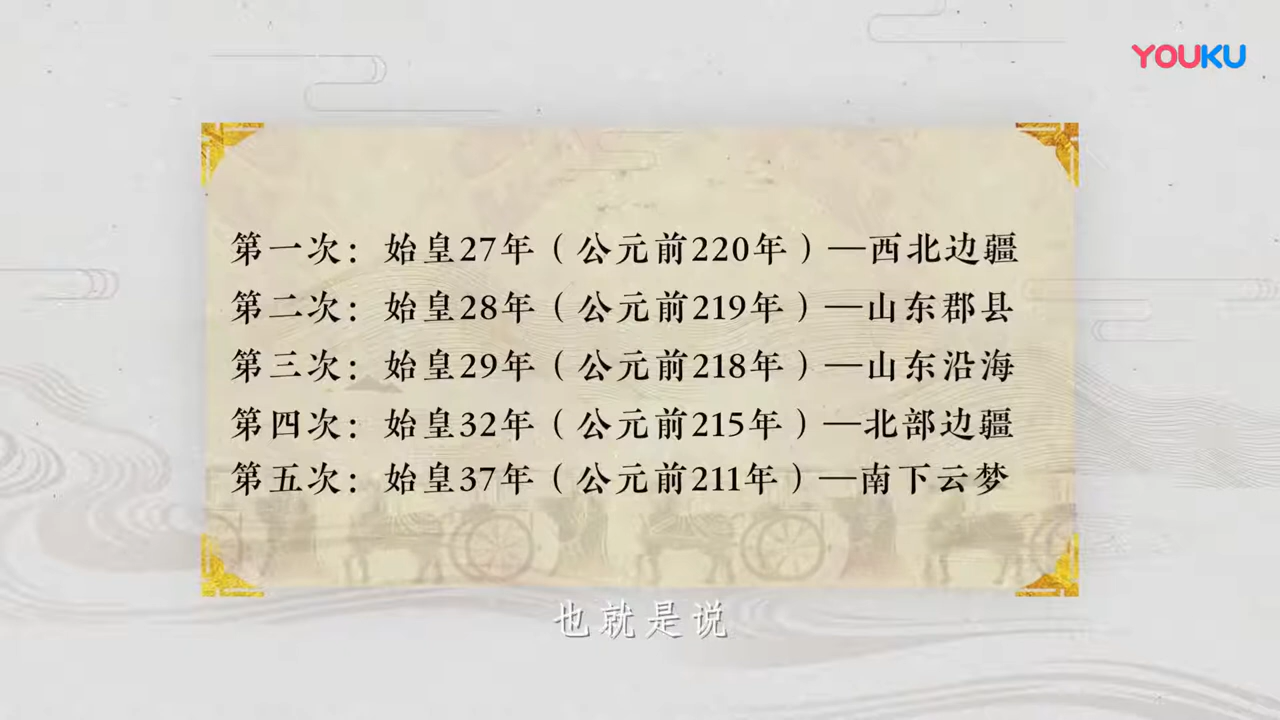 YOUKU
第一次：始皇27年（公元前220年）—西北边疆
第二次：始皇28年（公元前219年）—山东郡县
第三次：始皇29年（公元前218年）—山东沿海
第四次：始皇32年（公元前215年）—北部边疆
第五次：始皇37年（公元前211年）—南下云梦
也就是说